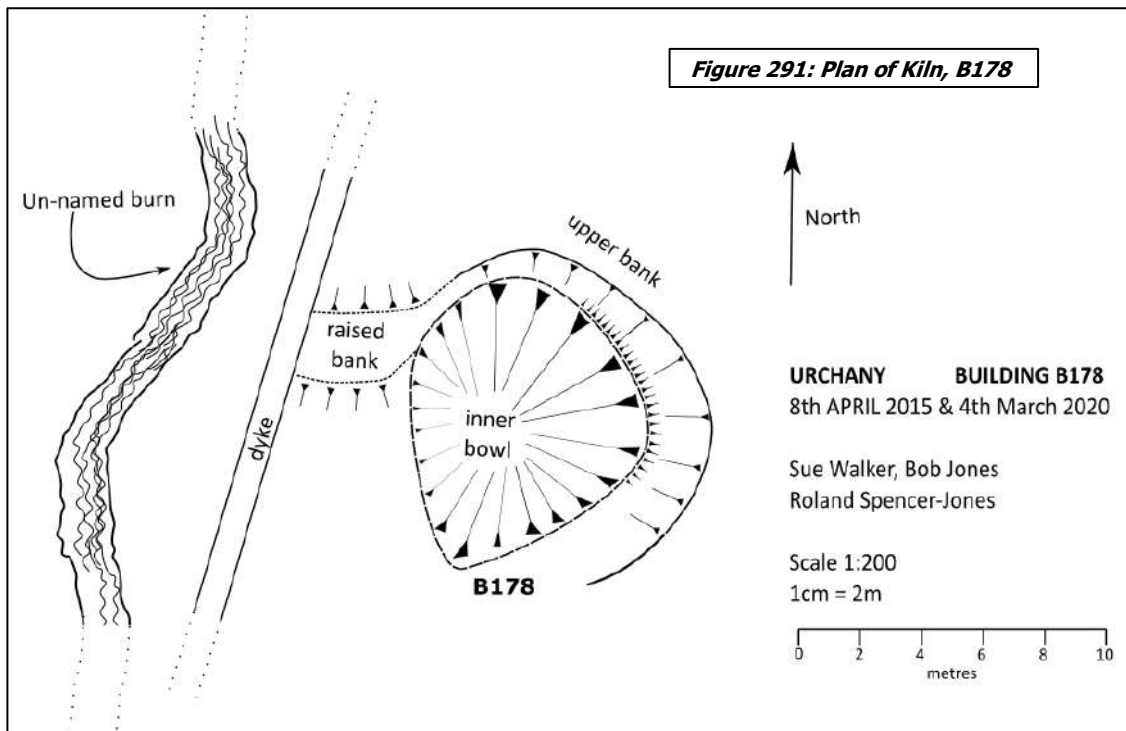 Figure 291: Plan of Kiln, B178
Un-named burn
North
upper bank
raised
bank
dyke
inner
bowl
B178
URCHANY BUILDING B178
8th APRIL 2015 & 4th March 2020
Sue Walker, Bob Jones
Roland Spencer-Jones
Scale 1:200
1cm = 2m
0 2 4 6 8 10
metres